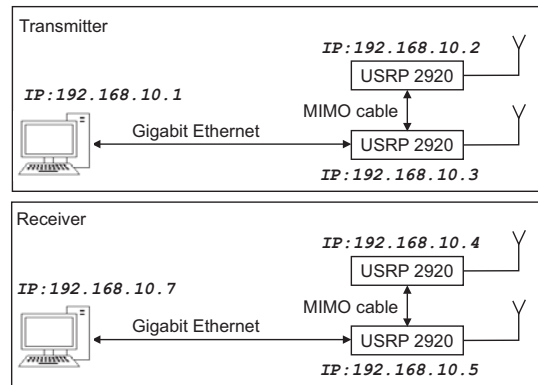 Transmitter
IP:192.168.10.2
USRP 2920
IP:192.168.10.1
MIMO cable
Gigabit Ethernet
USRP 2920
IP:192.168.10.3
Receiver
IP:192.168.10.4
USRP 2920
IP:192.168.10.7
MIMO cable
Gigabit Ethernet
USRP 2920
IP:192.168.10.5